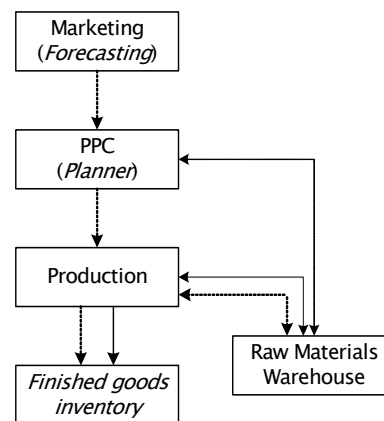 Marketing
(Forecasting)
PPC
(Planner)
Production
Raw Materials
Warehouse
Finished goods
inventory